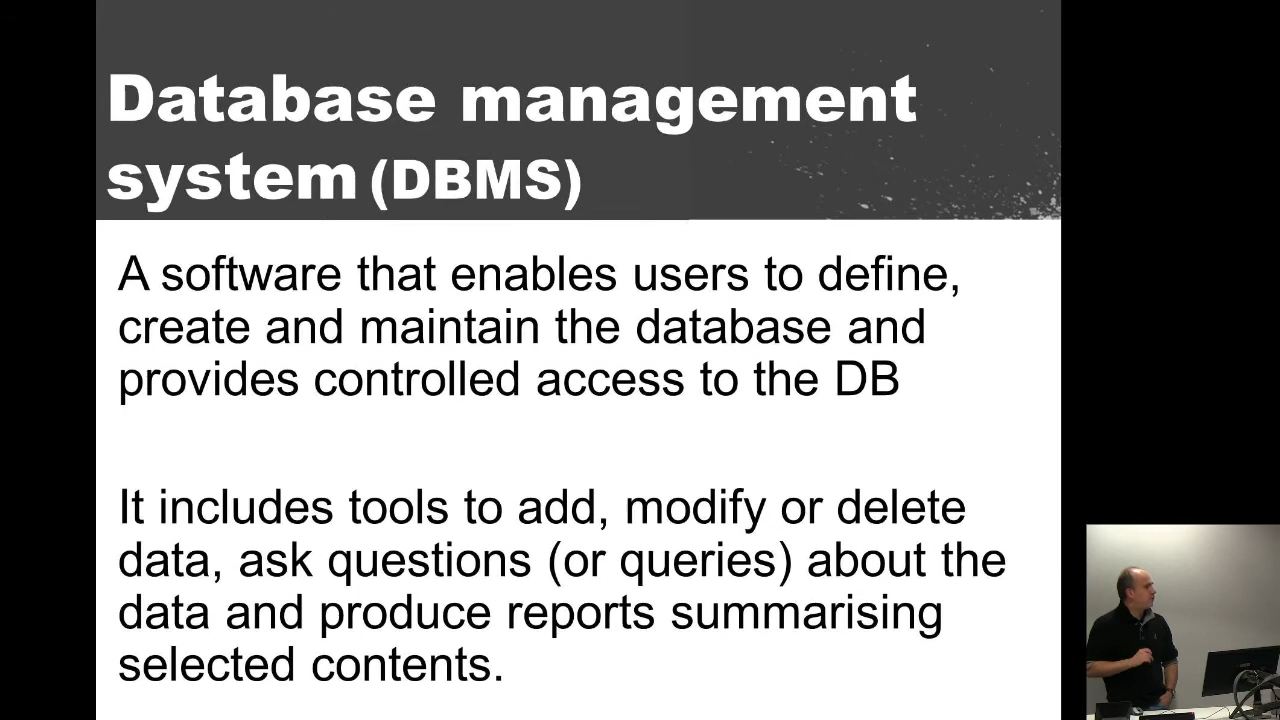 Database management
system (DBMS)
A software that enables users to define,
create and maintain the database and
provides controlled access to the DB
It includes tools to add, modify or delete
data, ask questions (or queries) about the
data and produce reports summarising
selected contents.